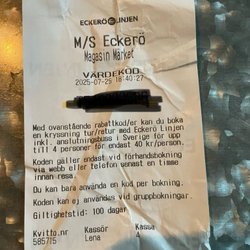 ECKERÖ LINJEN
M/S Eckerö
Magasin Märket
VÄRDEKOD
2025-07-25 18:40:27
Med ovanstående rabattkod/er kan du boka
en kryssning tur/retur med Eckerö Linjen
inkl. anslutningsbuss i Sverige för upp
till 4 personer för endast 40 kr/person.
Koden gäller endast vid förhandsbokning
via webb eller telefon senast en timme
innan resa.
Du kan bara använda en kod per bokning.
Koden kan ej användas vid gruppbokningar.
Giltighetstid: 100 dagar
Kvitto.nr Kassör Kassa
585715 Lena 4